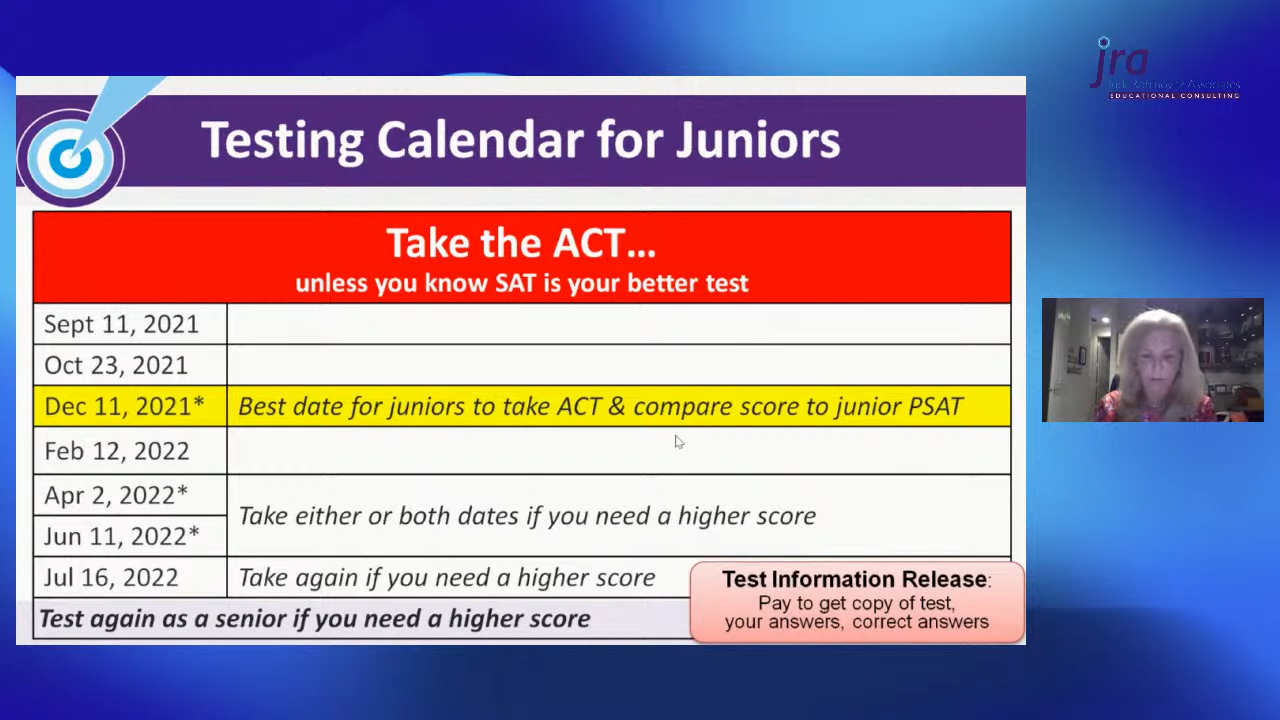 jra
Judi Robinovitz Associates
EDUCATIONAL CONSULTING
Testing Calendar for Juniors
Take the ACT...
unless you know SAT is your better test
Sept 11, 2021
Oct 23, 2021
Dec 11, 2021* Best date for juniors to take ACT & compare score to junior PSAT
Feb 12, 2022
Apr 2, 2022*
Take either or both dates if you need a higher score
Jun 11, 2022*
Jul 16, 2022 Take again if you need a higher score
Test again as a senior if you need a higher score
Test Information Release:
Pay to get copy of test,
your answers, correct answers